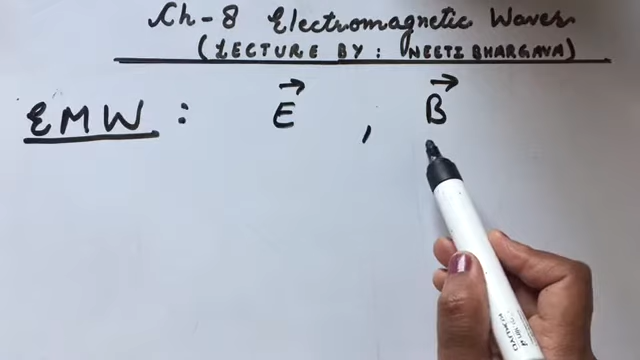 Ch-8 Electromagnetic Waves
(LECTURE BY: NEETI BHARGAVA)
EMW : E⃗ , B⃗